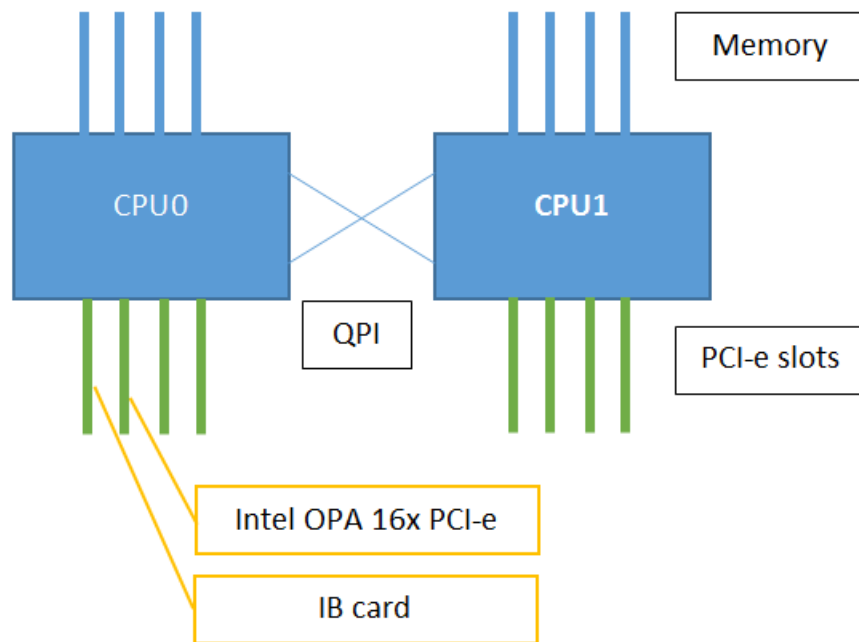 Memory
CPU0
CPU1
QPI
PCI-e slots
Intel OPA 16x PCI-e
IB card